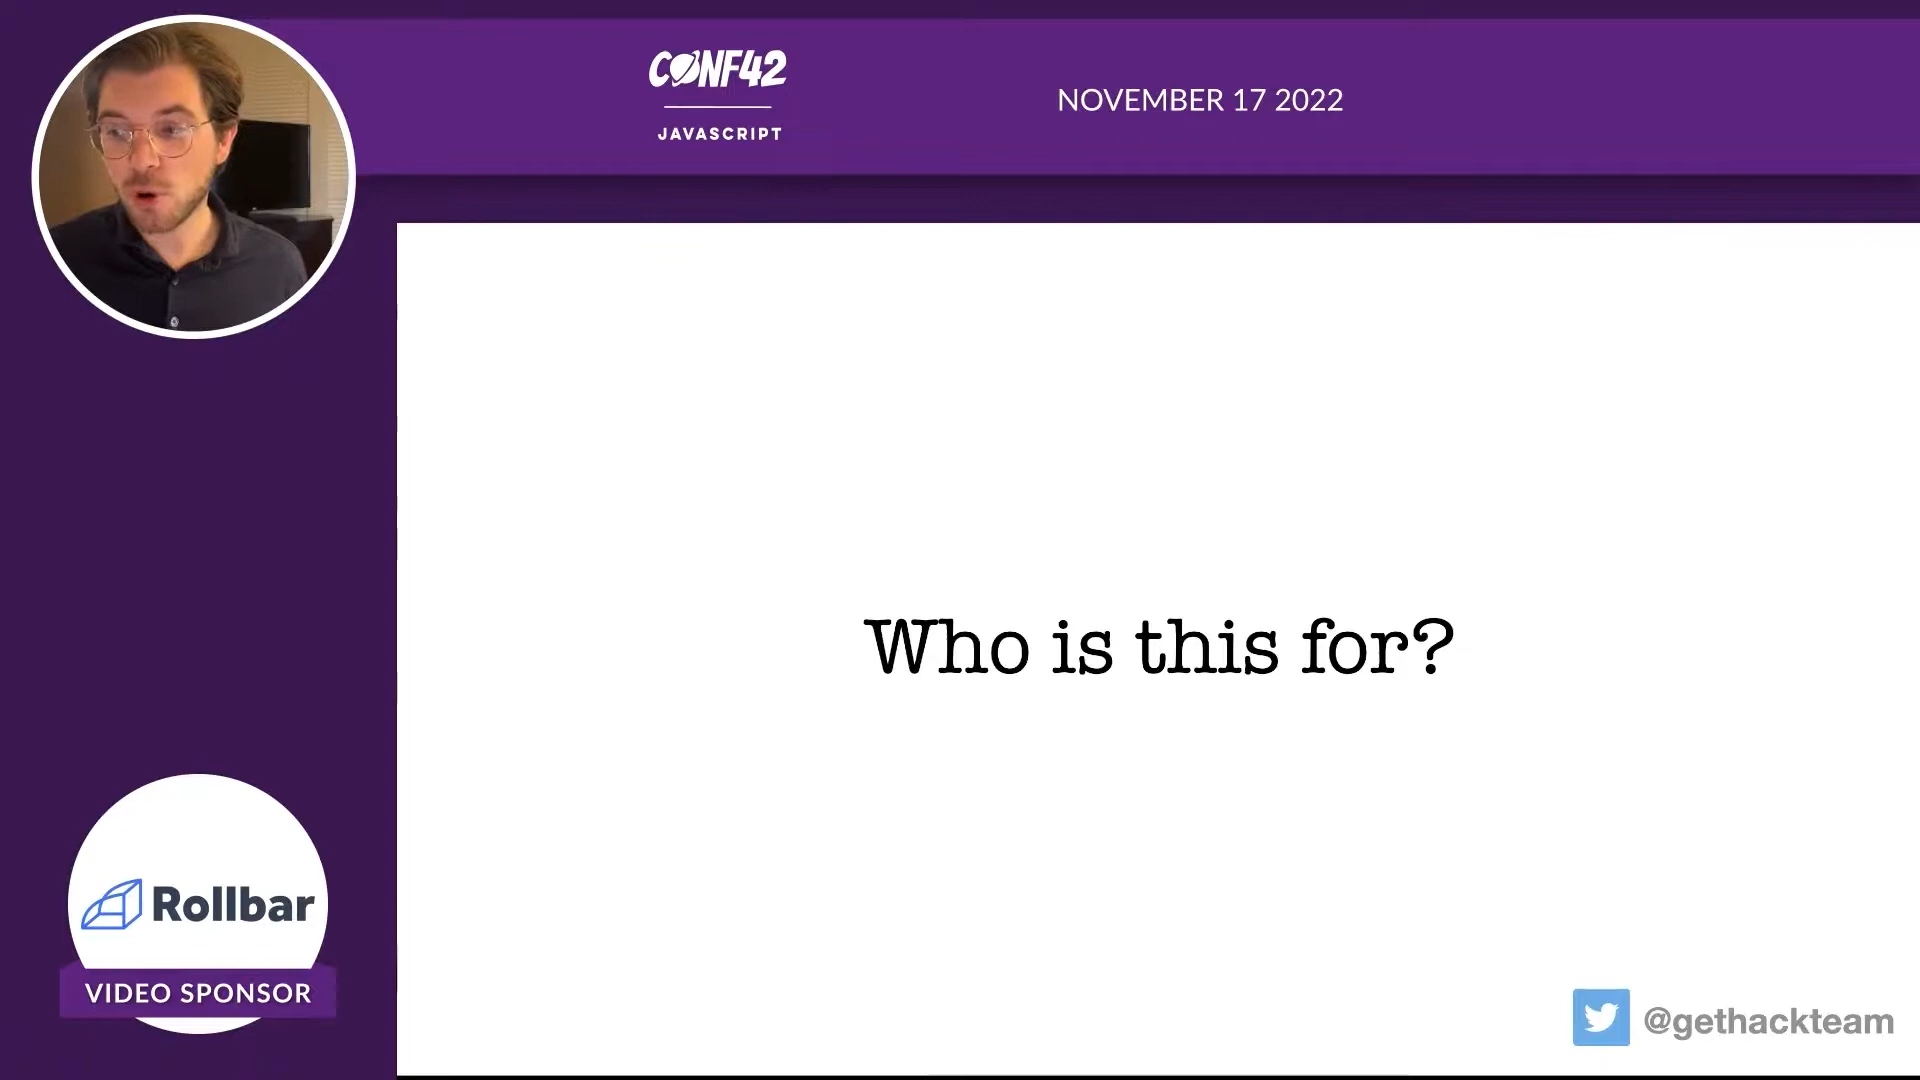 CONF42
JAVASCRIPT
NOVEMBER 17 2022
Who is this for?
Rollbar
VIDEO SPONSOR
@gethackteam